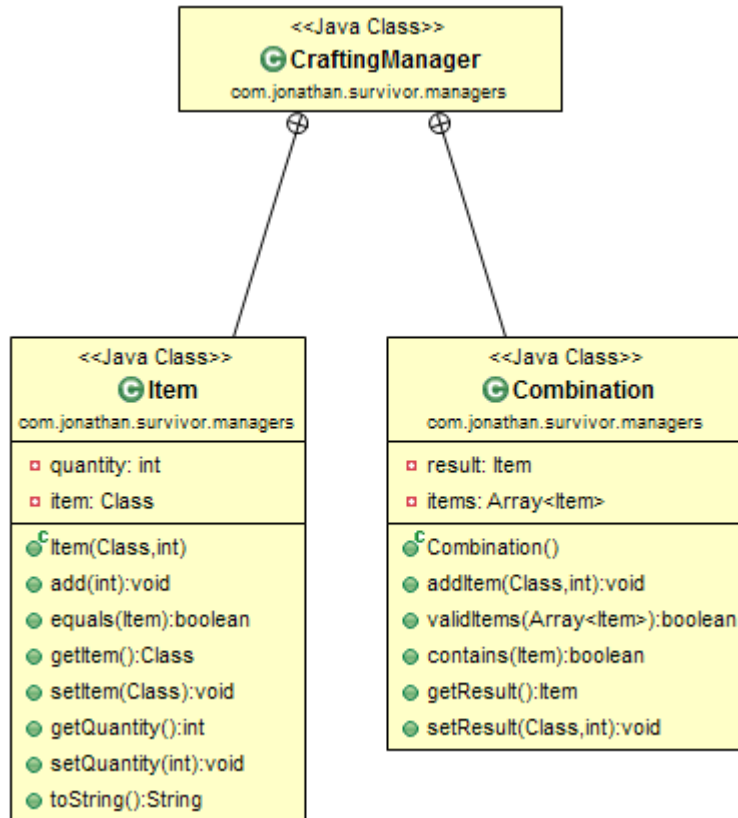 <<Java Class>>
CraftingManager
com.jonathan.survivor.managers
<<Java Class>>
Item
com.jonathan.survivor.managers
quantity: int
item: Class
Item(Class,int)
add(int):void
equals(Item):boolean
getItem():Class
setItem(Class):void
getQuantity():int
setQuantity(int):void
toString():String
<<Java Class>>
Combination
com.jonathan.survivor.managers
result: Item
items: Array<Item>
Combination()
addItem(Class,int):void
validItems(Array<Item>):boolean
contains(Item):boolean
getResult():Item
setResult(Class,int):void